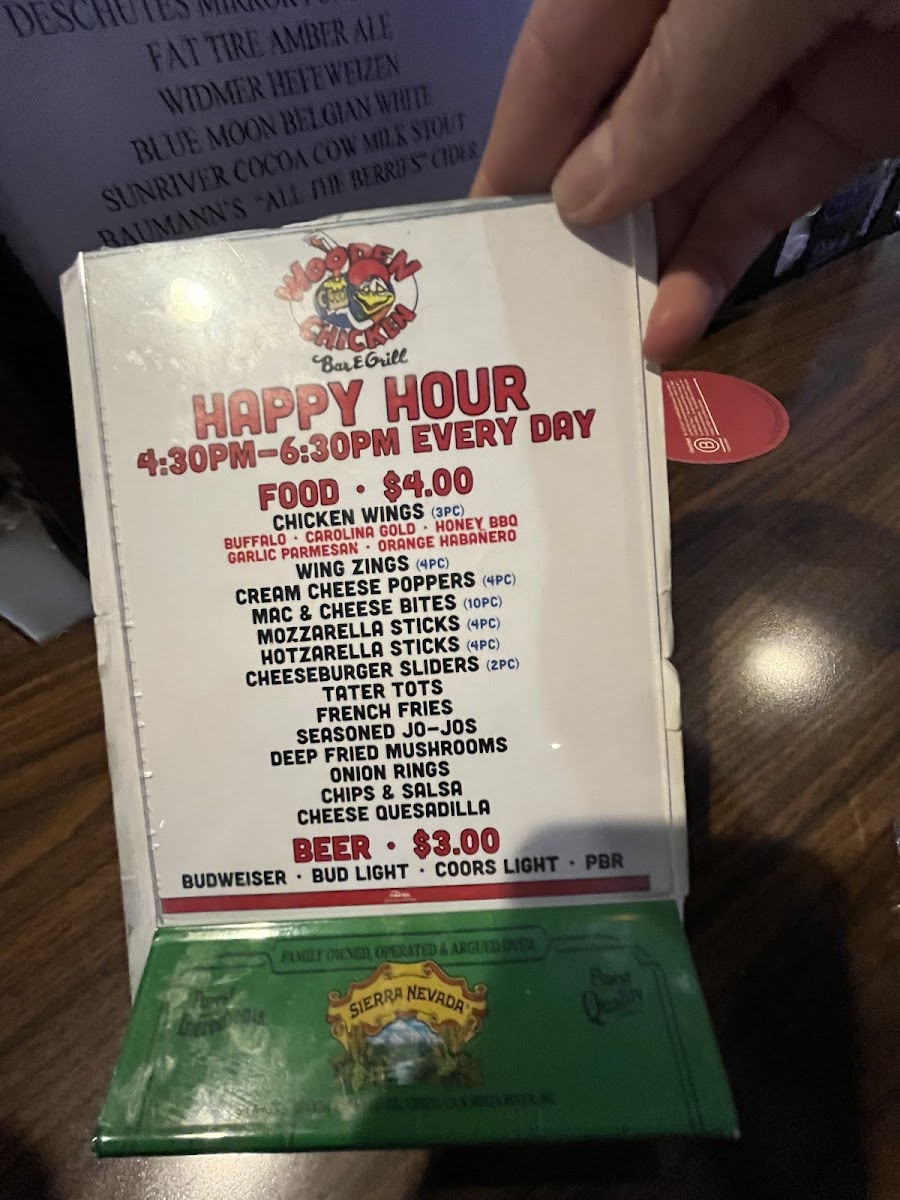 DESCHUTES MIRROR
FAT TIRE AMBER ALE
WIDMER HEFEWEIZEN
BLUE MOON BELGIAN WHITE
SUNRIVER COCOA COW MILK STOUT
BAUMANN'S "ALL THE BERRIES" CIDER
WOODEN
CHICKEN
Bar & Grill
HAPPY HOUR
4:30PM-6:30PM EVERY DAY
FOOD · $4.00
CHICKEN WINGS (3PC)
BUFFALO · CAROLINA GOLD · HONEY BBQ
GARLIC PARMESAN · ORANGE HABAÑERO
WING ZINGS (4PC)
CREAM CHEESE POPPERS (4PC)
MAC & CHEESE BITES (10PC)
MOZZARELLA STICKS (4PC)
HOTZARELLA STICKS (4PC)
CHEESEBURGER SLIDERS (2PC)
TATER TOTS
FRENCH FRIES
SEASONED JO-JOS
DEEP FRIED MUSHROOMS
ONION RINGS
CHIPS & SALSA
CHEESE QUESADILLA
BEER · $3.00
BUDWEISER · BUD LIGHT · COORS LIGHT · PBR
FAMILY OWNED, OPERATED & ARGUED OVER
Purest
Ingredients
SIERRA NEVADA
Finest
Quality